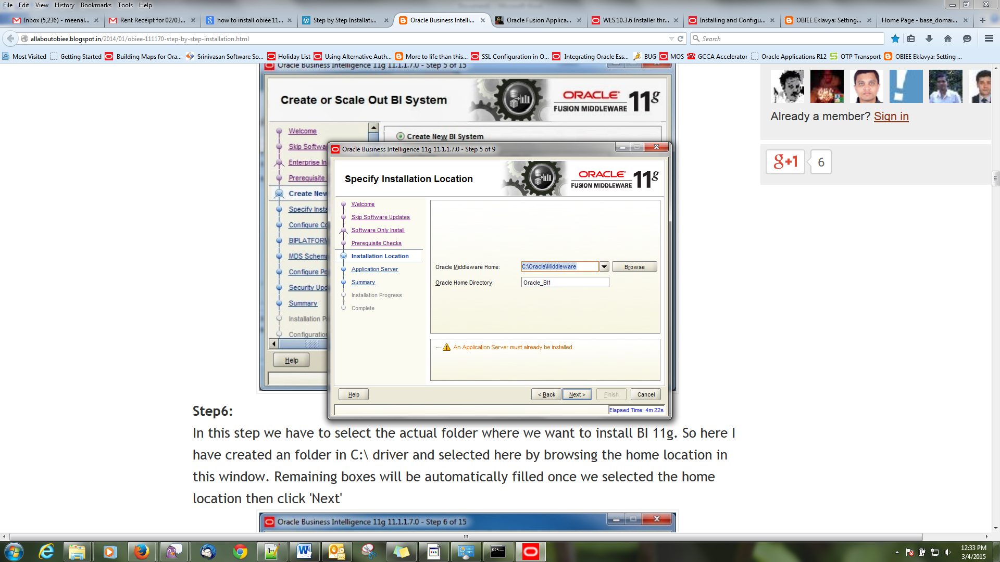 File Edit View History Bookmarks Tools Help
Inbox (5,236) - meenal... Rent Receipt for 02/03... how to install obiee 11... Step by Step Installati... Oracle Business Intelli... Oracle Fusion Applica... WLS 10.3.6 Installer thr... Installing and Configu... OBIEE Eklavya: Setting... Home Page - base_domai...
allaboutobiee.blogspot.in/2014/01/obiee-111170-step-by-step-installation.html Search
Most Visited Getting Started Building Maps for Ora... Srinivasan Software So... Holiday List Using Alternative Auth... More to life than this... SSL Configuration in O... Integrating Oracle Ess... BUG MOS GCCA Accelerator Oracle Applications R12 OTP Transport OBIEE Eklavya: Setting ...
Oracle Business Intelligence 11g 11.1.1.7.0 - Step 5 of 15
Create or Scale Out BI System
ORACLE
FUSION MIDDLEWARE 11g
Welcome
Skip Softwa
Enterprise In
Prerequisite
Create New
Specify Insta
Configure Co
BIPLATFORM
MDS Schema
Configure Po
Security Upd
Summary
Installation P
Configuration
Create New BI System
Help
Oracle Business Intelligence 11g 11.1.1.7.0 - Step 5 of 9
Specify Installation Location
ORACLE
FUSION MIDDLEWARE 11g
Welcome
Skip Software Updates
Software Only Install
Prerequisite Checks
Installation Location
Application Server
Summary
Installation Progress
Complete
Oracle Middleware Home: C:\Oracle\Middleware Browse
Oracle Home Directory: Oracle_BI1
An Application Server must already be installed.
Help < Back Next > Finish Cancel
Elapsed Time: 4m 22s
Already a member? Sign in
g+1 6
Step6:
In this step we have to select the actual folder where we want to install BI 11g. So here I
have created an folder in C:\ driver and selected here by browsing the home location in
this window. Remaining boxes will be automatically filled once we selected the home
location then click 'Next'
Oracle Business Intelligence 11g 11.1.1.7.0 - Step 6 of 15
12:33 PM
3/4/2015